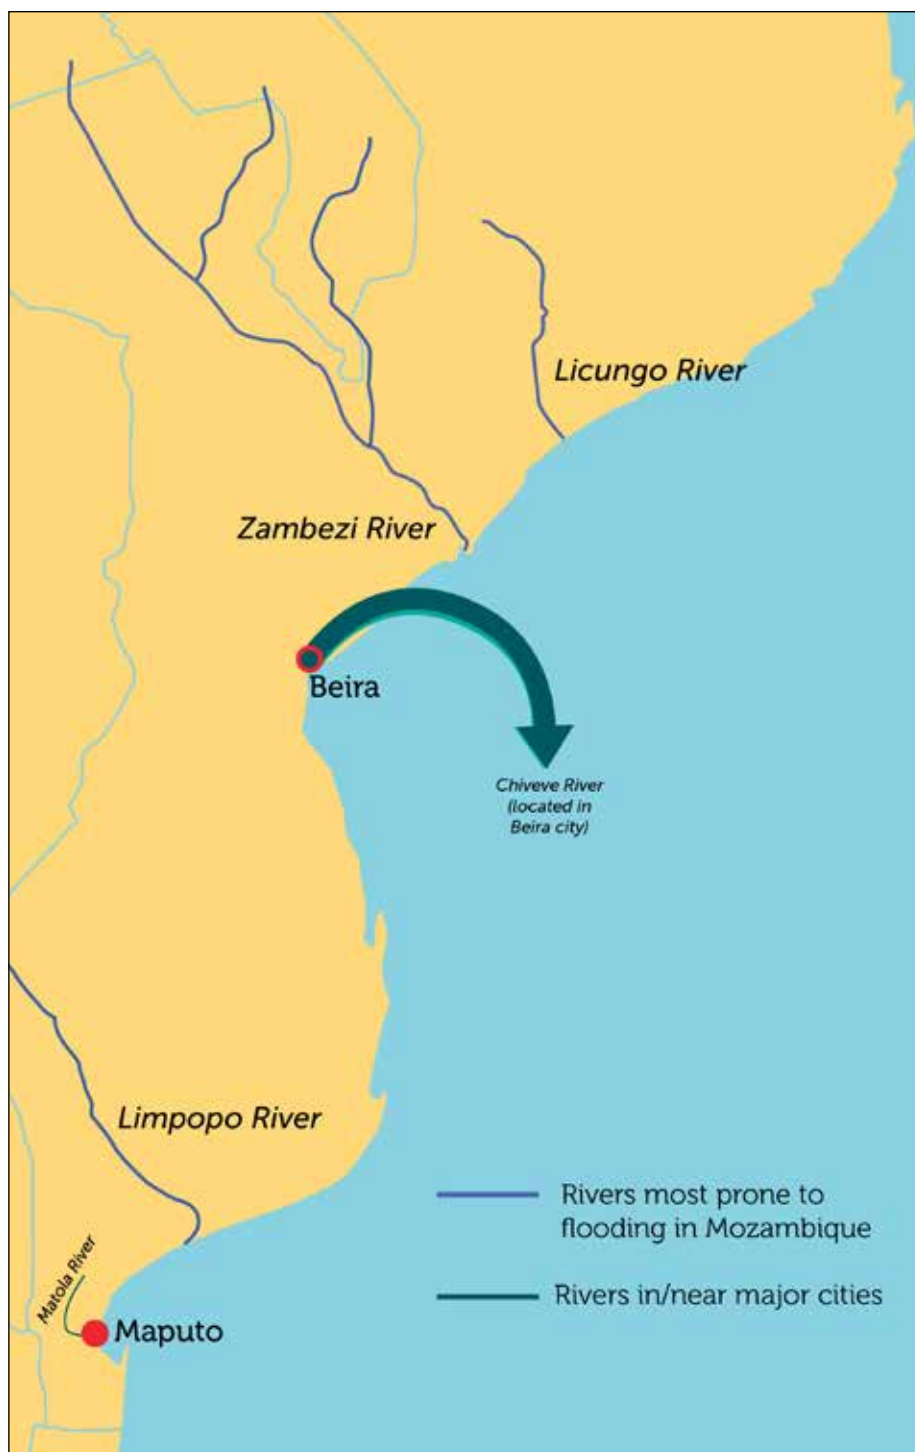 Licungo River
Zambezi River
Beira
Chiveve River
(located in
Beira city)
Limpopo River
Rivers most prone to
flooding in Mozambique
Matola River
Rivers in/near major cities
Maputo